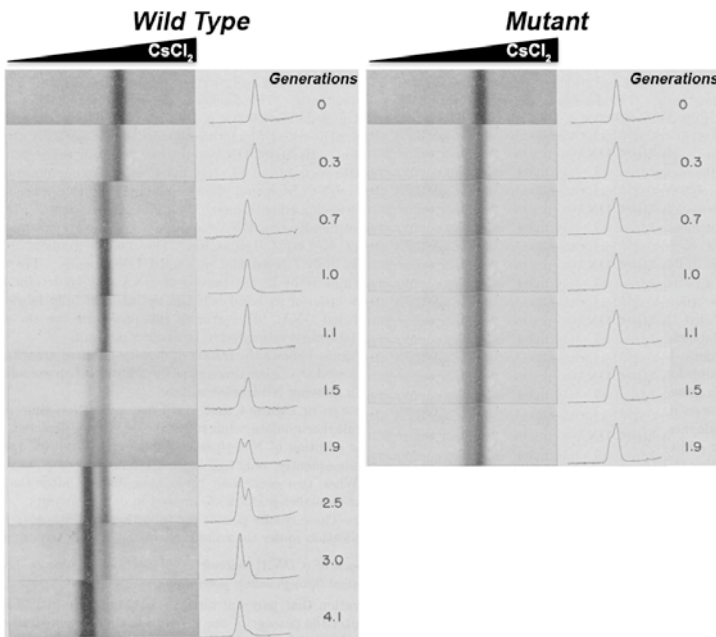 Wild Type
CsCl2
Generations
0
0.3
0.7
1.0
1.1
1.5
1.9
2.5
3.0
4.1
Mutant
CsCl2
Generations
0
0.3
0.7
1.0
1.1
1.5
1.9